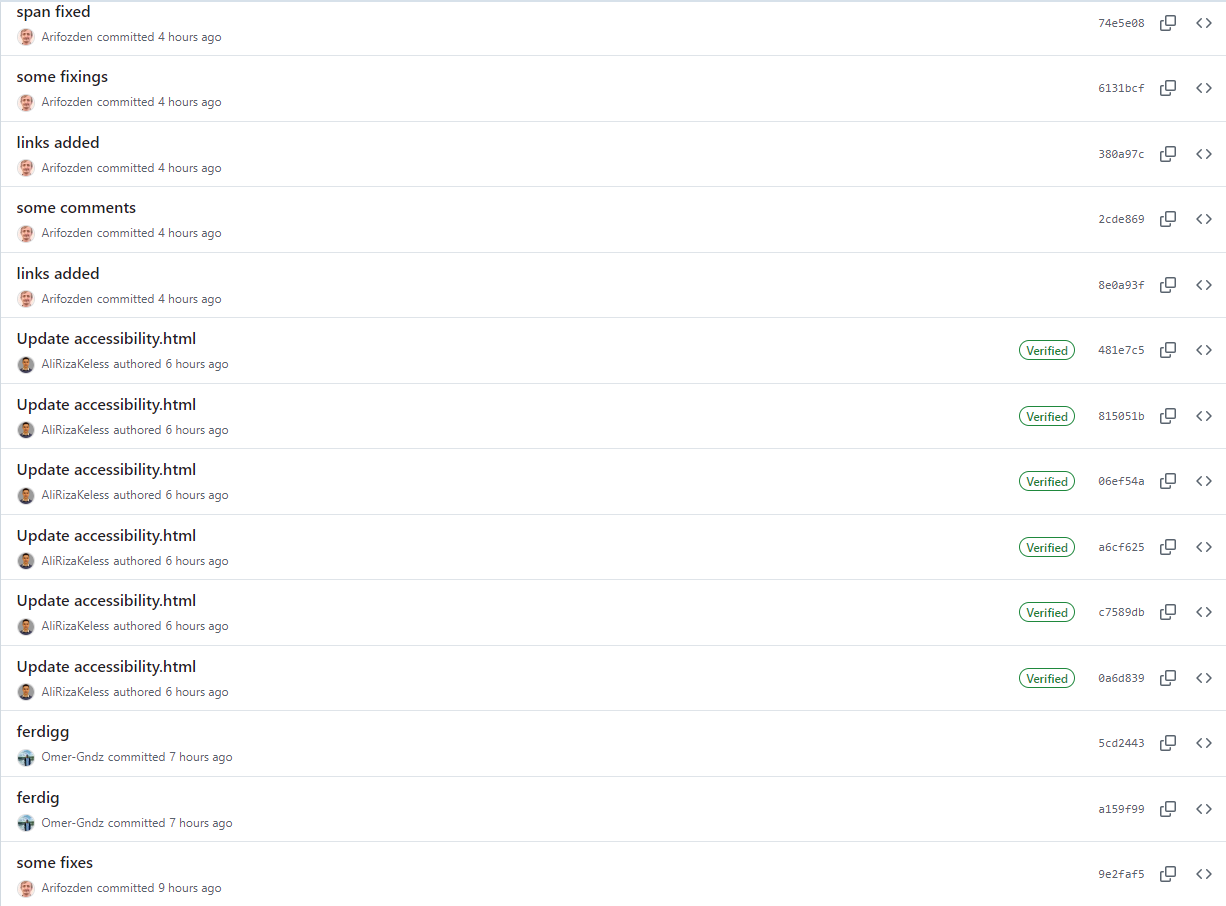 span fixed
74e5e08
Arifozden committed 4 hours ago
some fixings
6131bcf
Arifozden committed 4 hours ago
links added
380a97c
Arifozden committed 4 hours ago
some comments
2cde869
Arifozden committed 4 hours ago
links added
8e0a93f
Arifozden committed 4 hours ago
Update accessibility.html
Verified 481e7c5
AliRizaKeless authored 6 hours ago
Update accessibility.html
Verified 815051b
AliRizaKeless authored 6 hours ago
Update accessibility.html
Verified 06ef54a
AliRizaKeless authored 6 hours ago
Update accessibility.html
Verified a6cf625
AliRizaKeless authored 6 hours ago
Update accessibility.html
Verified c7589db
AliRizaKeless authored 6 hours ago
Update accessibility.html
Verified 0a6d839
AliRizaKeless authored 6 hours ago
ferdigg
5cd2443
Omer-Gndz committed 7 hours ago
ferdig
a159f99
Omer-Gndz committed 7 hours ago
some fixes
9e2faf5
Arifozden committed 9 hours ago